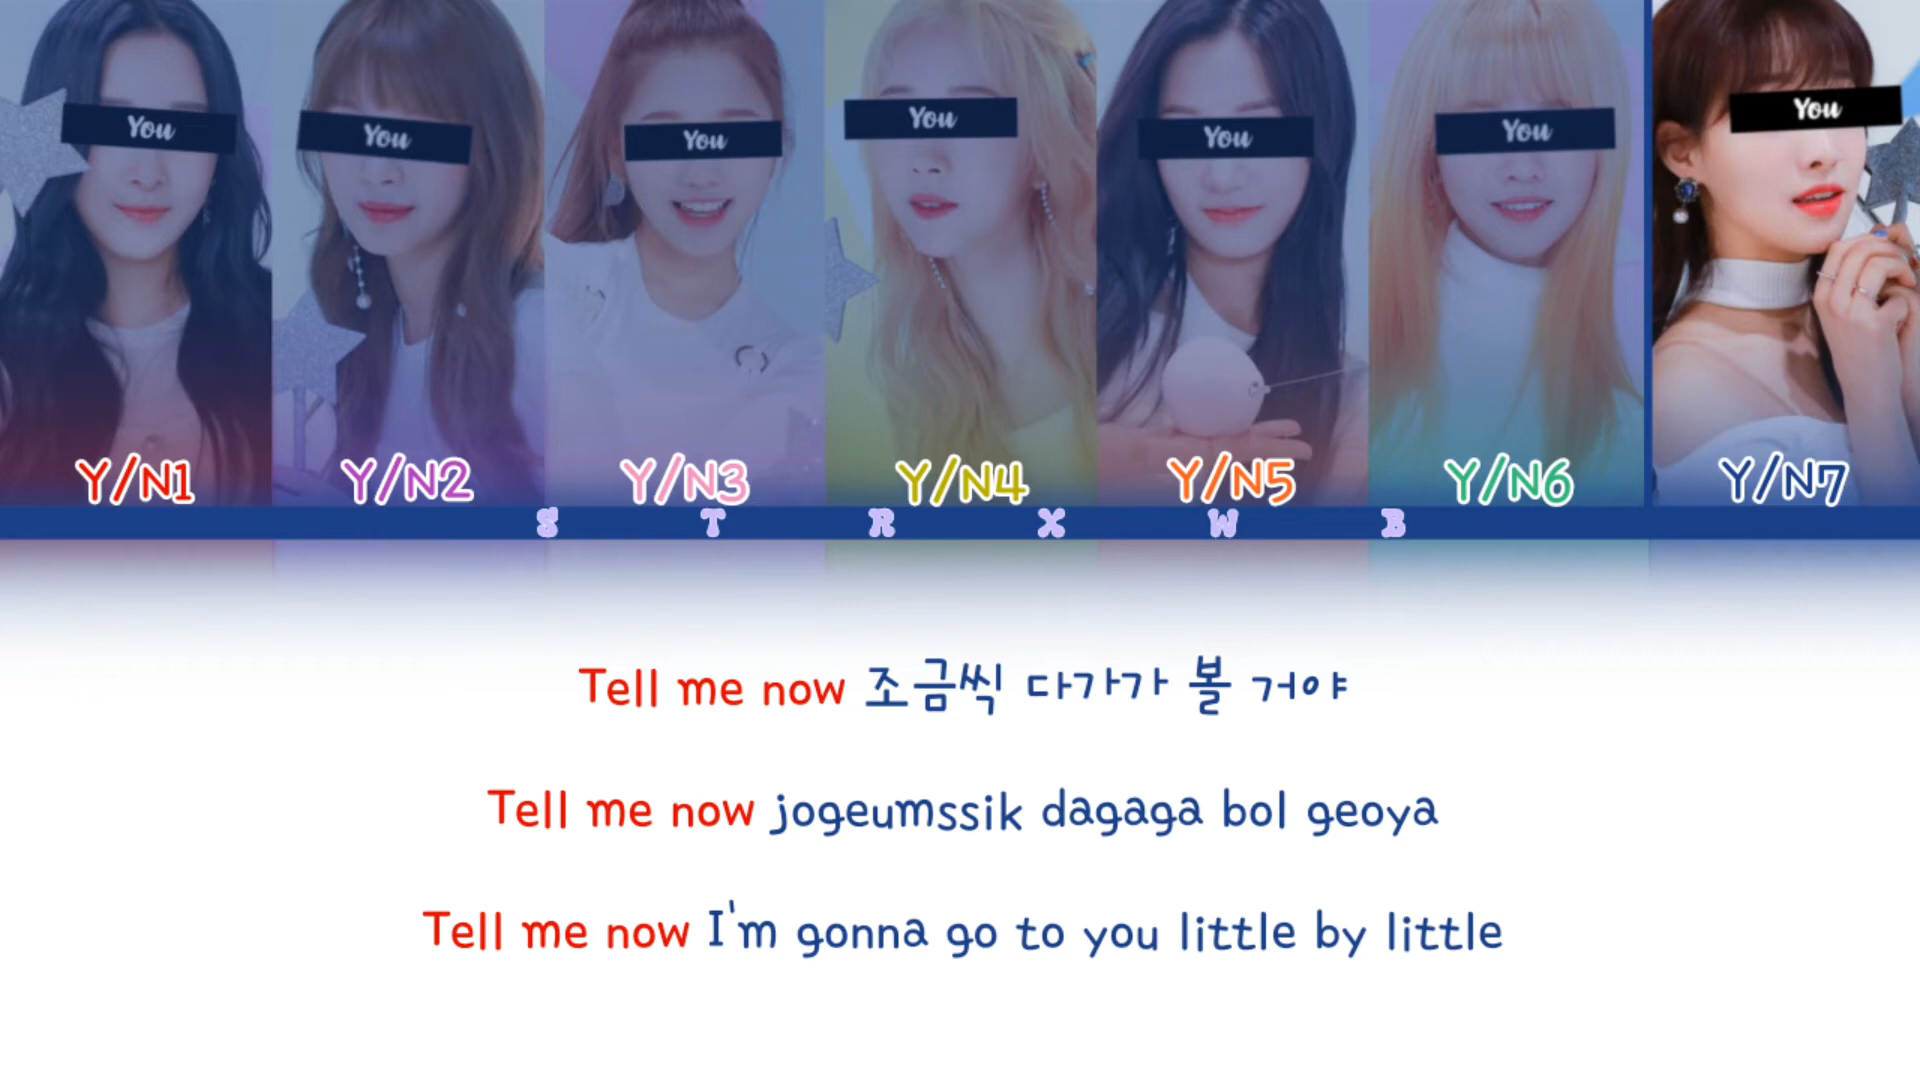 You You You You You You You
Y/N1 Y/N2 Y/N3 Y/N4 Y/N5 Y/N6 Y/N7
S T R X W B
Tell me now 조금씩 다가가 볼 거야
Tell me now jogeumssik dagaga bol geoya
Tell me now I'm gonna go to you little by little